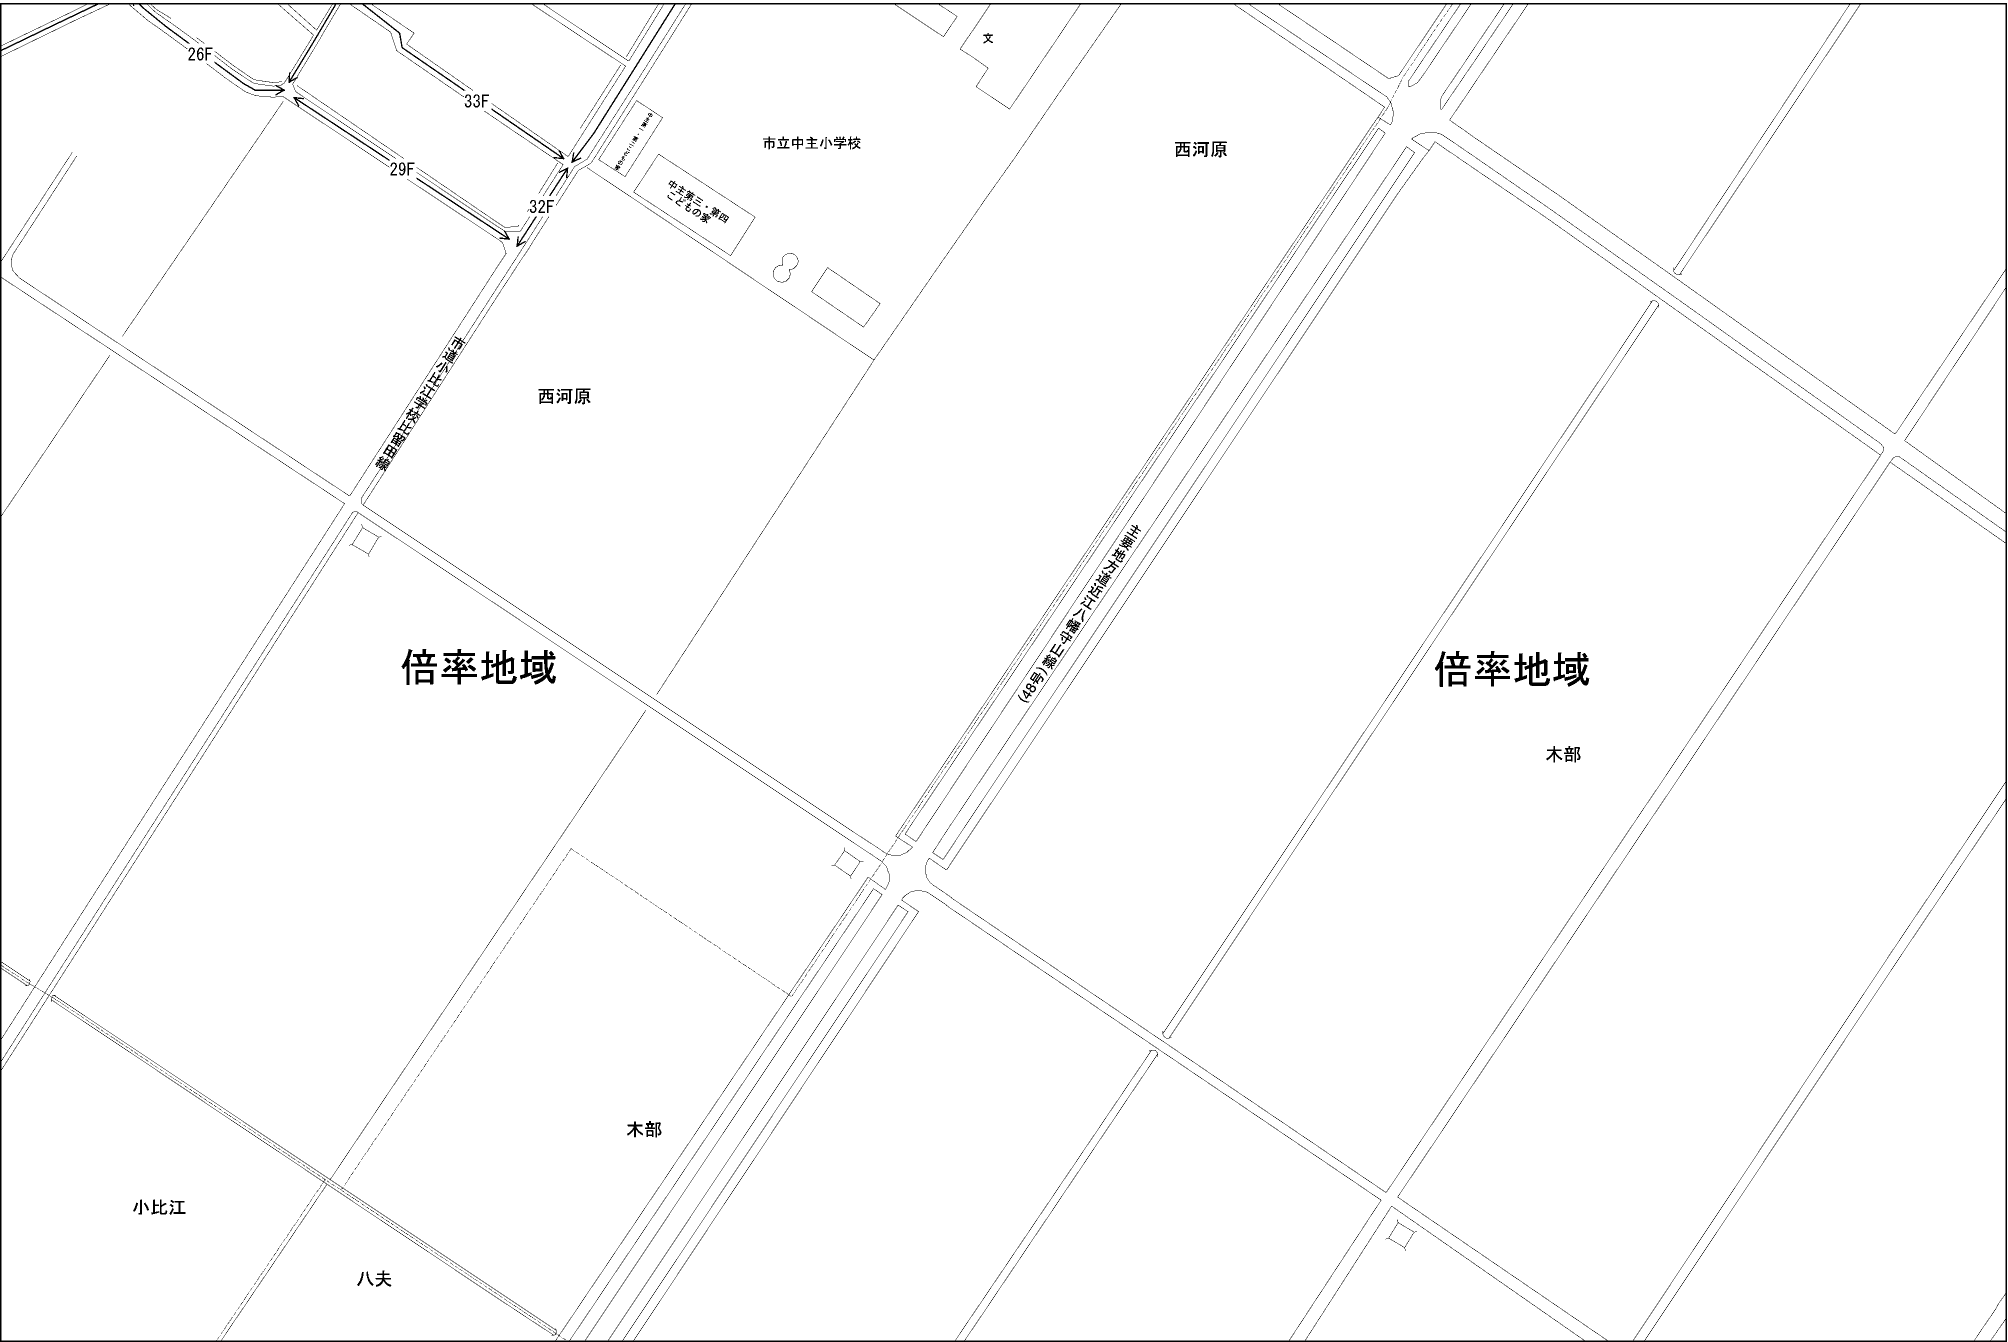 26F
文
33F
市立中主小学校
西河原
29F
中主第三・第四
こどもの家
32F
市道小比江学校比留田線
西河原
主要地方道近江八幡守山線
(48号)
倍率地域
倍率地域
木部
木部
小比江
八夫